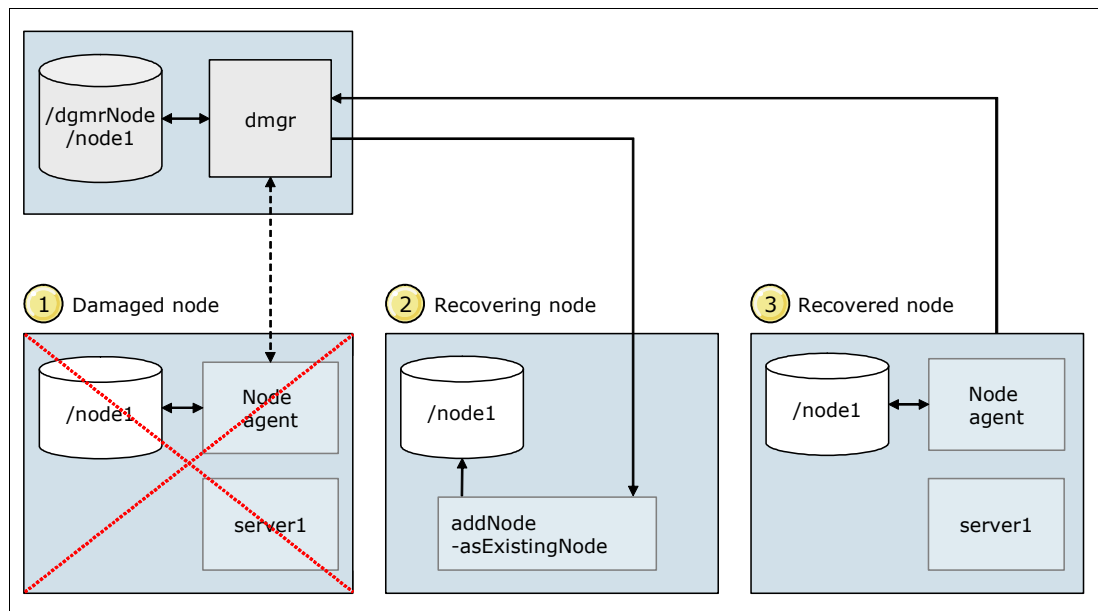 /dgmrNode
/node1
dmgr
1 Damaged node
2 Recovering node
3 Recovered node
/node1
Node
agent
server1
/node1
addNode
-asExistingNode
/node1
Node
agent
server1